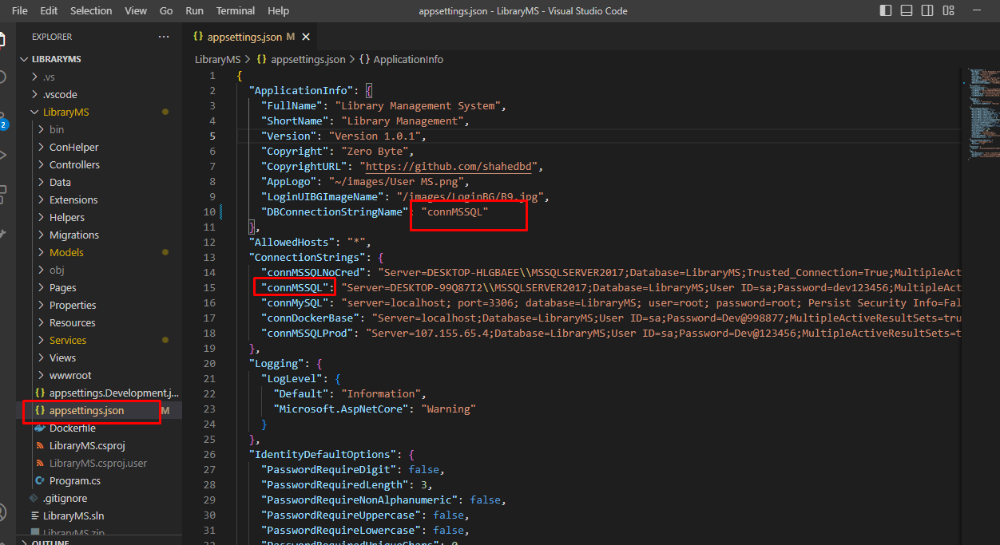 File Edit Selection View Go Run Terminal Help
appsettings.json - LibraryMS - Visual Studio Code
EXPLORER
LIBRARYMS
.vs
.vscode
LibraryMS
bin
ConHelper
Controllers
Data
Extensions
Helpers
Migrations
Models
obj
Pages
Properties
Resources
Services
Views
wwwroot
{} appsettings.Development.j...
{} appsettings.json M
Dockerfile
LibraryMS.csproj
LibraryMS.csproj.user
Program.cs
.gitignore
LibraryMS.sln
LibraryMS.zip
OUTLINE
2
{} appsettings.json M
LibraryMS > {} appsettings.json > {} ApplicationInfo
1 {
2 "ApplicationInfo": {
3 "FullName": "Library Management System",
4 "ShortName": "Library Management",
5 "Version": "Version 1.0.1",
6 "Copyright": "Zero Byte",
7 "CopyrightURL": "https://github.com/shahedbd",
8 "AppLogo": "~/images/User MS.png",
9 "LoginUIBGImageName": "/images/LoginBG/B9.jpg",
10 "DBConnectionStringName": "connMSSQL"
11 },
12 "AllowedHosts": "*",
13 "ConnectionStrings": {
14 "connMSSQLNoCred": "Server=DESKTOP-HLGBAEE\\MSSQLSERVER2017;Database=LibraryMS;Trusted_Connection=True;MultipleAct
15 "connMSSQL": "Server=DESKTOP-99Q87I2\\MSSQLSERVER2017;Database=LibraryMS;User ID=sa;Password=dev123456;MultipleAct
16 "connMySQL": "server=localhost; port=3306; database=LibraryMS; user=root; password=root; Persist Security Info=Fal
17 "connDockerBase": "Server=localhost;Database=LibraryMS;User ID=sa;Password=Dev@998877;MultipleActiveResultSets=tru
18 "connMSSQLProd": "Server=107.155.65.4;Database=LibraryMS;User ID=sa;Password=Dev@123456;MultipleActiveResultSets=t
19 },
20 "Logging": {
21 "LogLevel": {
22 "Default": "Information",
23 "Microsoft.AspNetCore": "Warning"
24 }
25 },
26 "IdentityDefaultOptions": {
27 "PasswordRequireDigit": false,
28 "PasswordRequiredLength": 3,
29 "PasswordRequireNonAlphanumeric": false,
30 "PasswordRequireUppercase": false,
31 "PasswordRequireLowercase": false,
32 "PasswordRequiredUniqueChars": 0,